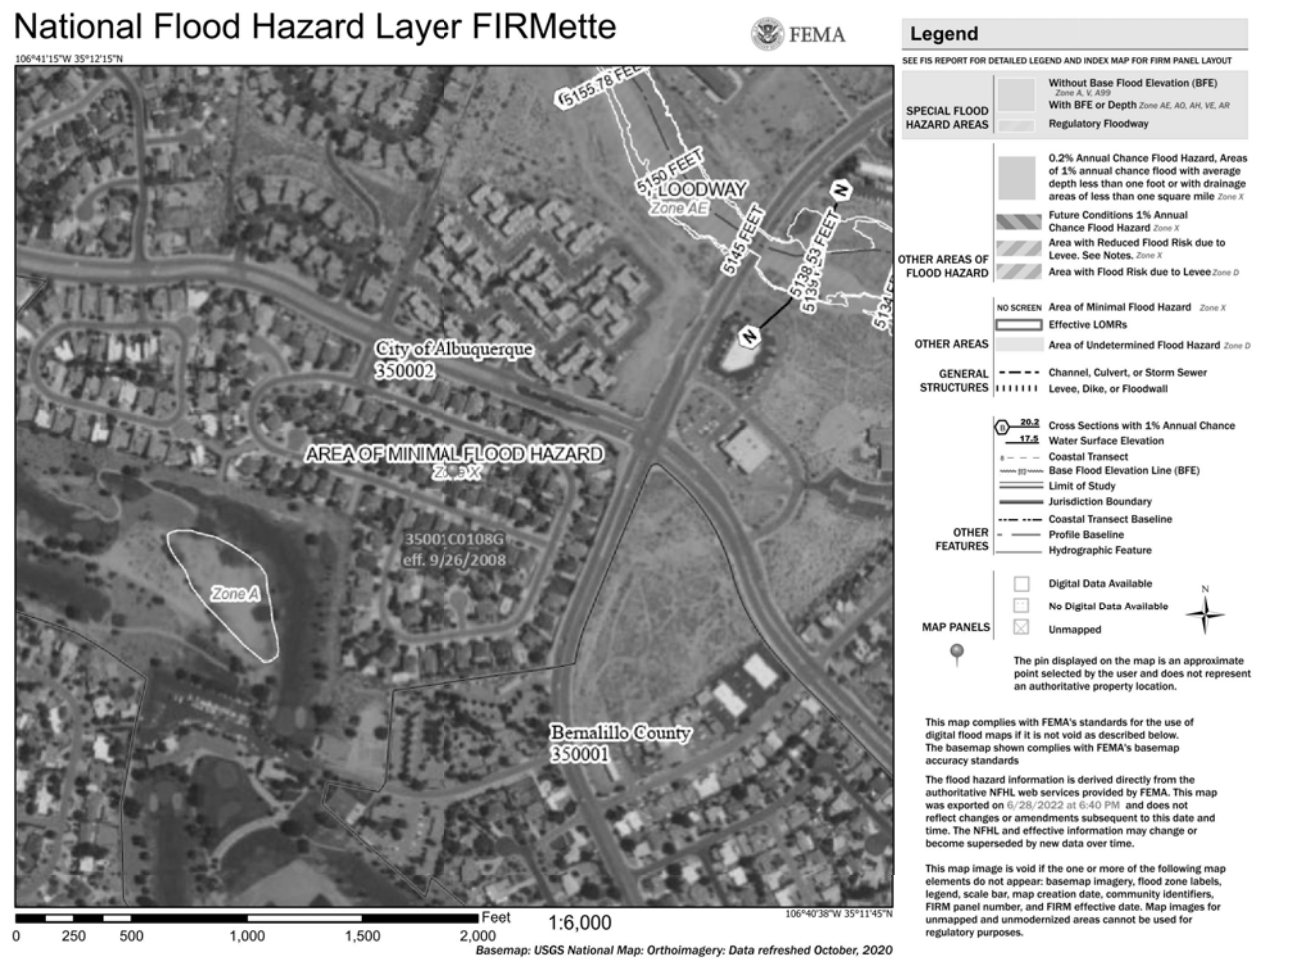 National Flood Hazard Layer FIRMette
FEMA
106°41'15"W 35°12'15"N
5155.78 FEE
5150 FEET
LOODWAY
Zone AE
5145 FEET
N
5138.53 FEET
N
City of Albuquerque
350002
AREA OF MINIMAL FLOOD HAZARD
35001C0108G
eff. 9/26/2008
Zone A
Bernalillo County
350001
106°40'38"W 35°11'45"N
Feet
1:6,000
0 250 500 1,000 1,500 2,000
Basemap: USGS National Map: Orthoimagery: Data refreshed October, 2020
Legend
SEE FIS REPORT FOR DETAILED LEGEND AND INDEX MAP FOR FIRM PANEL LAYOUT
SPECIAL FLOOD
HAZARD AREAS
Without Base Flood Elevation (BFE)
Zone A, V, A99
With BFE or Depth Zone AE, AO, AH, VE, AR
Regulatory Floodway
OTHER AREAS OF
FLOOD HAZARD
0.2% Annual Chance Flood Hazard, Areas
of 1% annual chance flood with average
depth less than one foot or with drainage
areas of less than one square mile Zone X
Future Conditions 1% Annual
Chance Flood Hazard Zone X
Area with Reduced Flood Risk due to
Levee. See Notes. Zone X
Area with Flood Risk due to Levee Zone D
OTHER AREAS
NO SCREEN Area of Minimal Flood Hazard Zone X
Effective LOMRs
Area of Undetermined Flood Hazard Zone D
GENERAL
STRUCTURES
Channel, Culvert, or Storm Sewer
Levee, Dike, or Floodwall
OTHER
FEATURES
B 20.2 Cross Sections with 1% Annual Chance
17.5 Water Surface Elevation
8 Coastal Transect
Base Flood Elevation Line (BFE)
Limit of Study
Jurisdiction Boundary
Coastal Transect Baseline
Profile Baseline
Hydrographic Feature
MAP PANELS
Digital Data Available
No Digital Data Available
Unmapped
N
The pin displayed on the map is an approximate
point selected by the user and does not represent
an authoritative property location.
This map complies with FEMA's standards for the use of
digital flood maps if it is not void as described below.
The basemap shown complies with FEMA's basemap
accuracy standards
The flood hazard information is derived directly from the
authoritative NFHL web services provided by FEMA. This map
was exported on 6/28/2022 at 6:40 PM and does not
reflect changes or amendments subsequent to this date and
time. The NFHL and effective information may change or
become superseded by new data over time.
This map image is void if the one or more of the following map
elements do not appear: basemap imagery, flood zone labels,
legend, scale bar, map creation date, community identifiers,
FIRM panel number, and FIRM effective date. Map images for
unmapped and unmodernized areas cannot be used for
regulatory purposes.